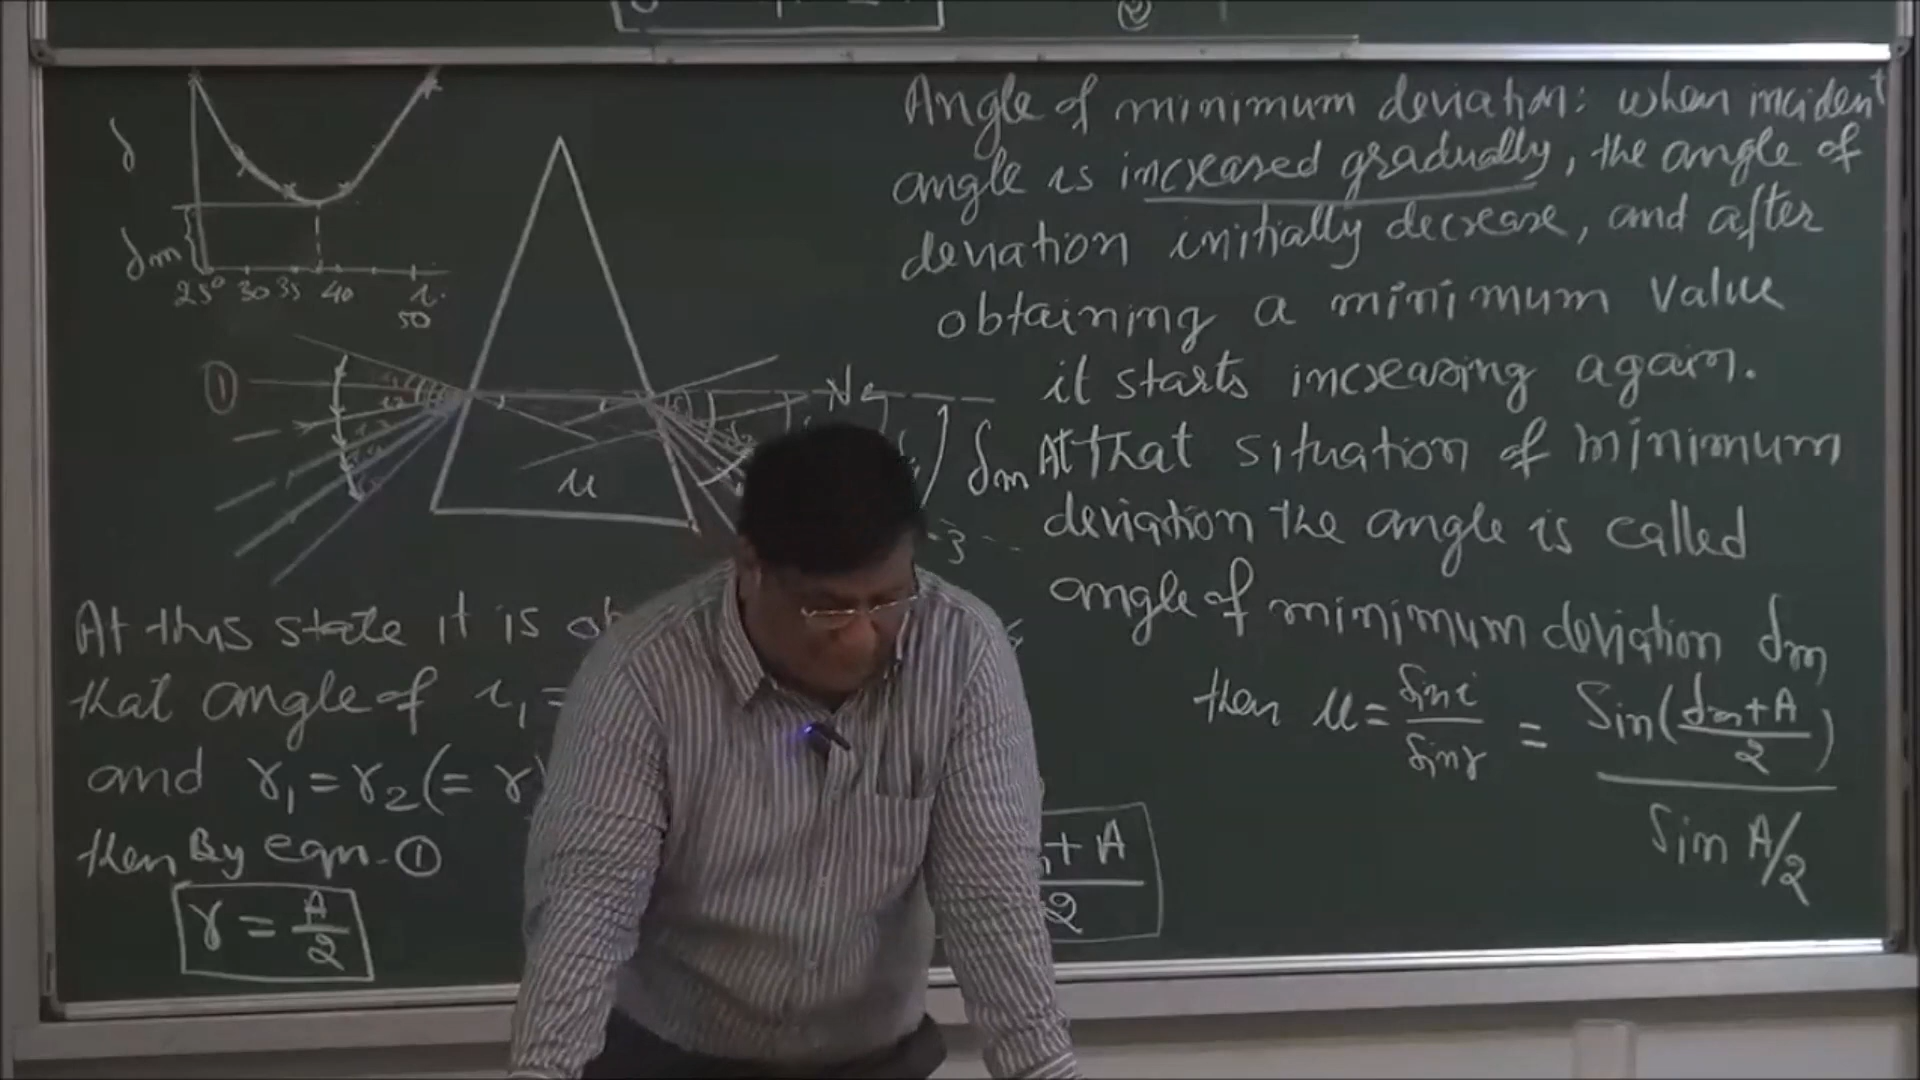 δ
δm
25° 30 35 40 i
50
①
μ
δm
3
Angle of minimum deviation: when incident
angle is increased gradually, the angle of
deviation initially decrease, and after
obtaining a minimum value
it starts increasing again.
At that situation of minimum
deviation the angle is called
angle of minimum deviation δm
then μ = Sin i / Sin r = Sin(δm+A / 2) / Sin A/2
At this state it is
that angle of i₁ =
and r₁ = r₂ (= r)
then By eqn-①
r = A/2
+ A
2